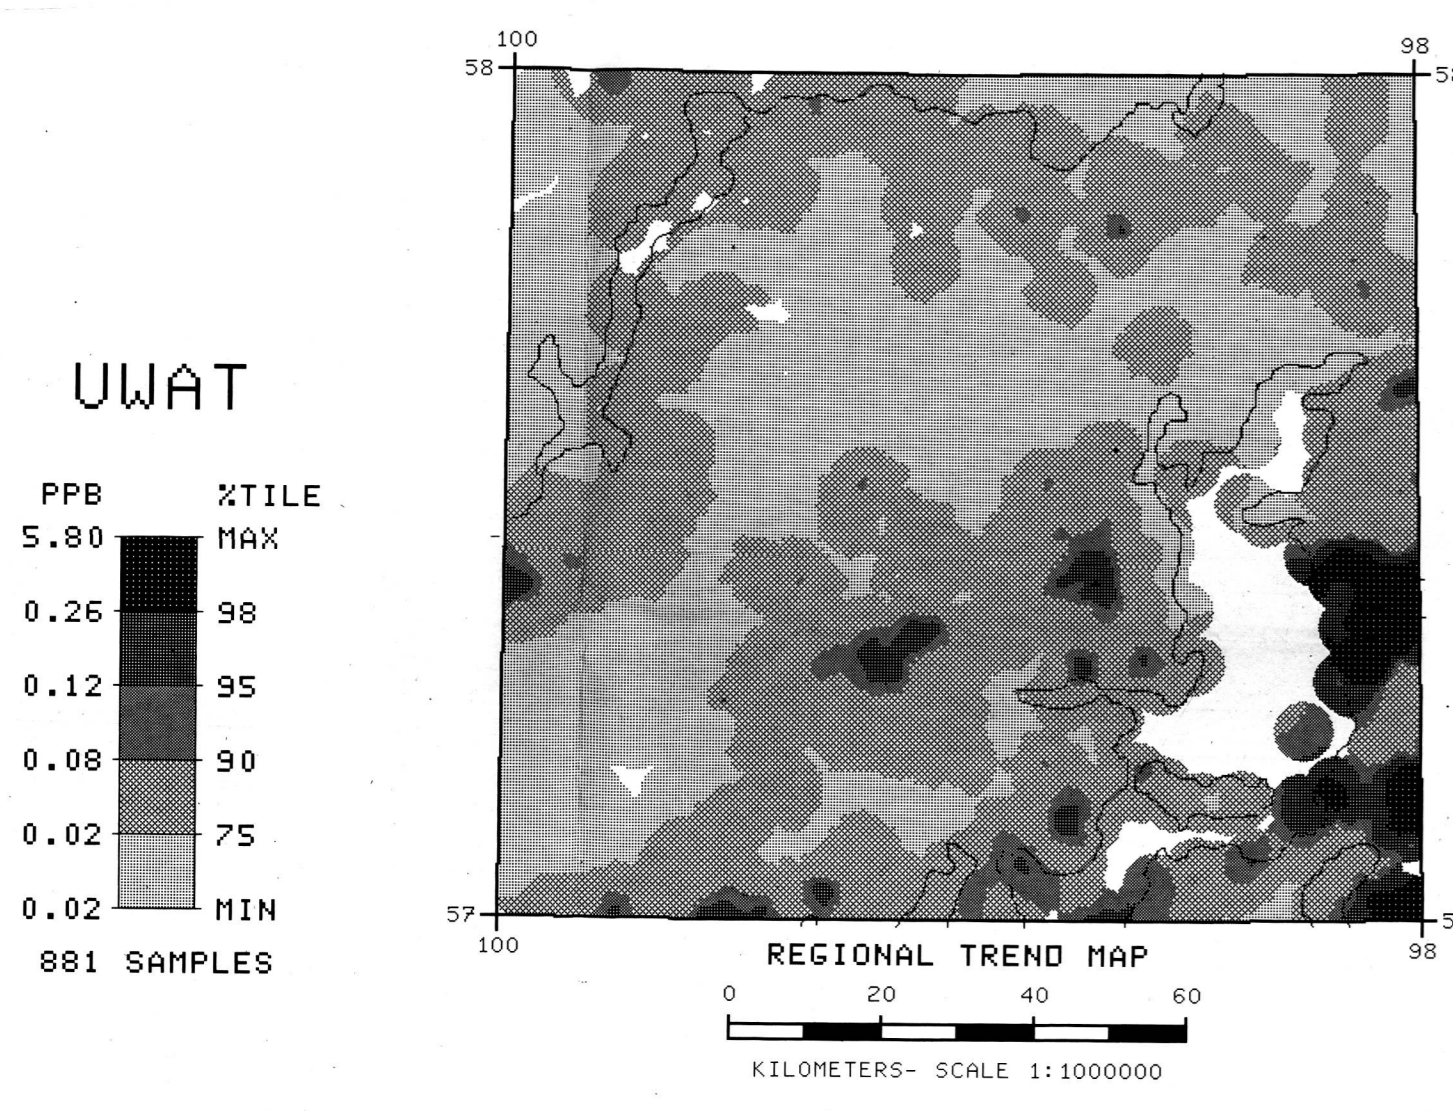 100 98
58 58
UWAT
PPB %TILE
5.80 MAX
0.26 98
0.12 95
0.08 90
0.02 75
0.02 MIN
881 SAMPLES
57 5
100 98
REGIONAL TREND MAP
0 20 40 60
KILOMETERS- SCALE 1:1000000